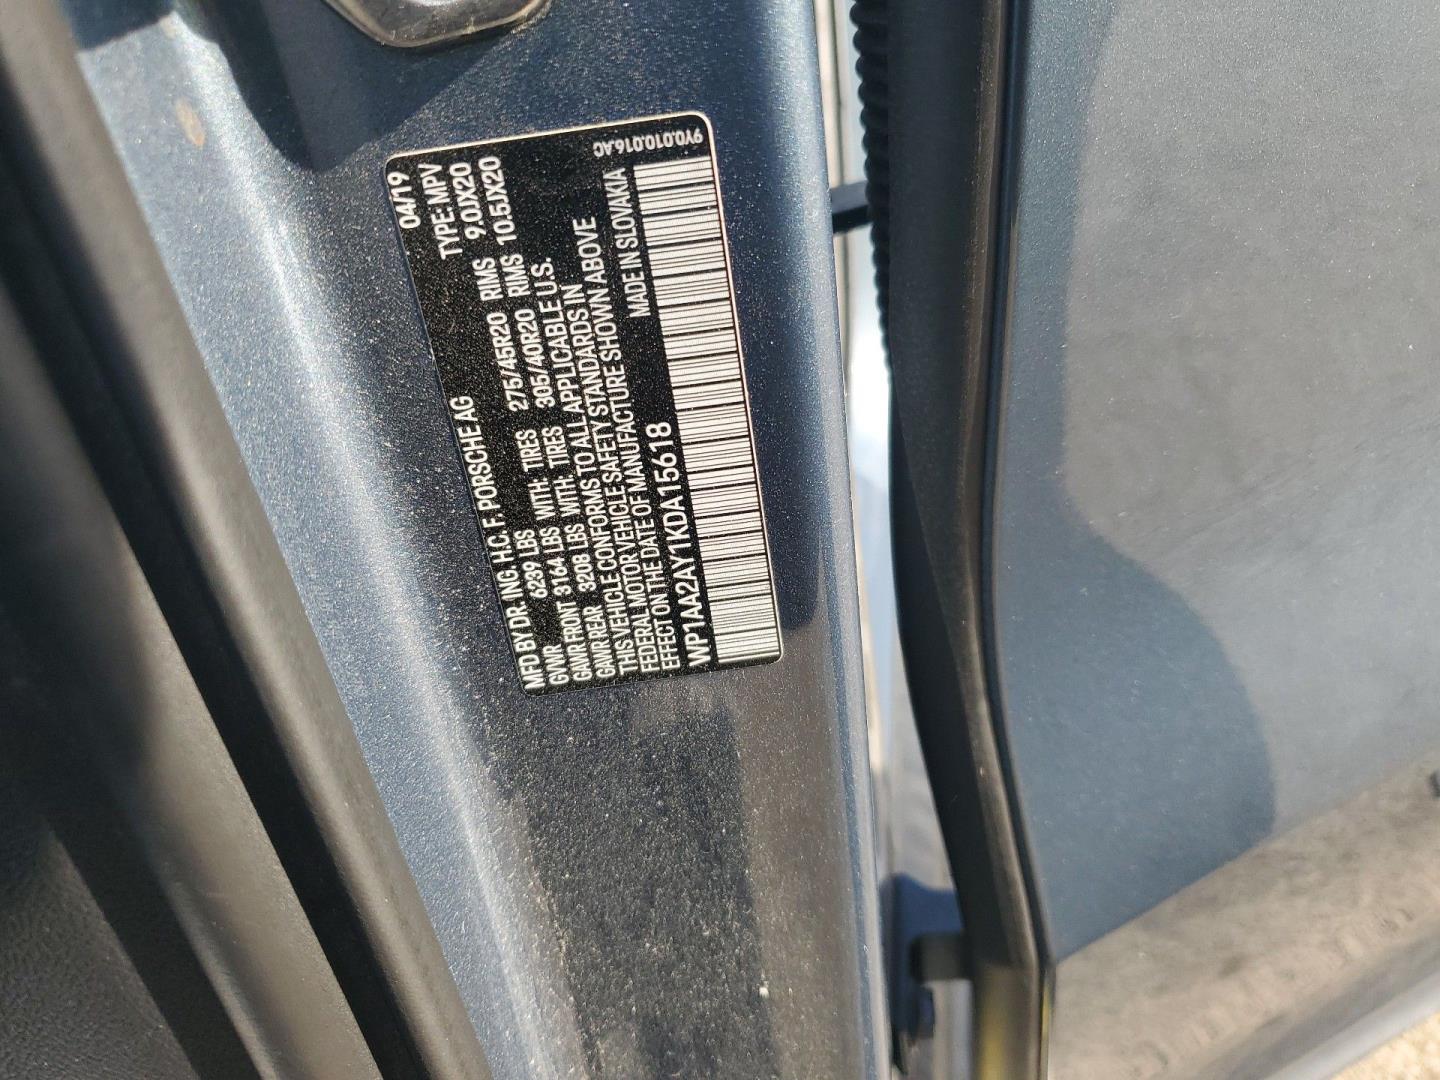 MFD BY DR. ING. H.C. F. PORSCHE AG 04/19
GVWR 6239 LBS TYPE: MPV
GAWR FRONT 3164 LBS WITH: TIRES 275/45R20 RIMS 9.0JX20
GAWR REAR 3208 LBS WITH: TIRES 305/40R20 RIMS 10.5JX20
THIS VEHICLE CONFORMS TO ALL APPLICABLE U.S.
FEDERAL MOTOR VEHICLE SAFETY STANDARDS IN
EFFECT ON THE DATE OF MANUFACTURE SHOWN ABOVE
WP1AA2AY1KDA15618 MADE IN SLOVAKIA
9Y0.010.016.AC